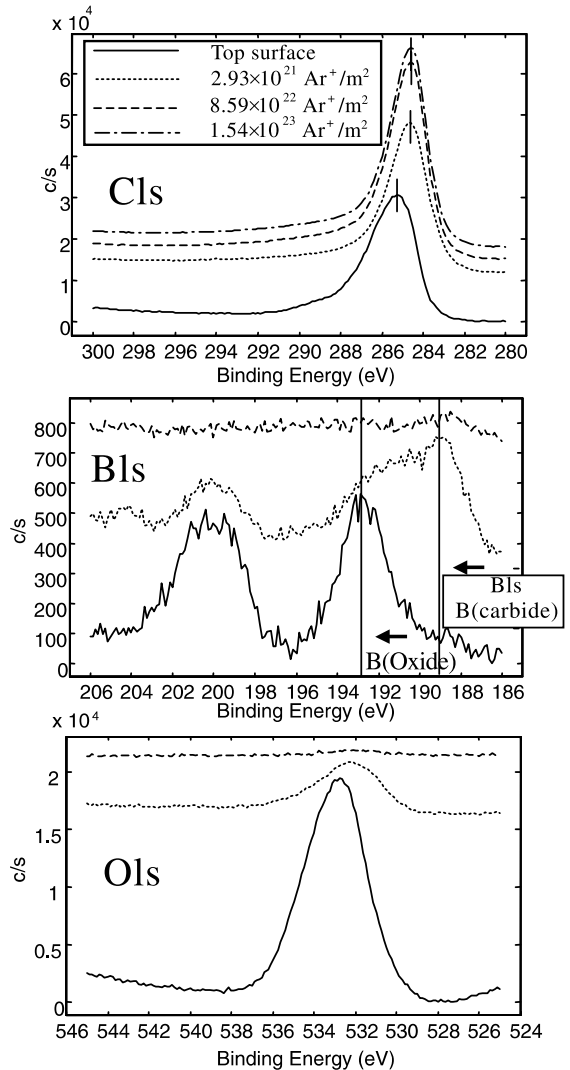 x 10⁴
Top surface
2.93×10²¹ Ar⁺/m²
8.59×10²² Ar⁺/m²
1.54×10²³ Ar⁺/m²
6
5
4
3
2
1
0
c/s
C1s
300 298 296 294 292 290 288 286 284 282 280
Binding Energy (eV)
800
700
600
500
400
300
200
100
0
c/s
B1s
B1s
B(carbide)
B(Oxide)
206 204 202 200 198 196 194 192 190 188 186
Binding Energy (eV)
x 10⁴
2
1.5
1
0.5
0
c/s
O1s
546 544 542 540 538 536 534 532 530 528 526 524
Binding Energy (eV)